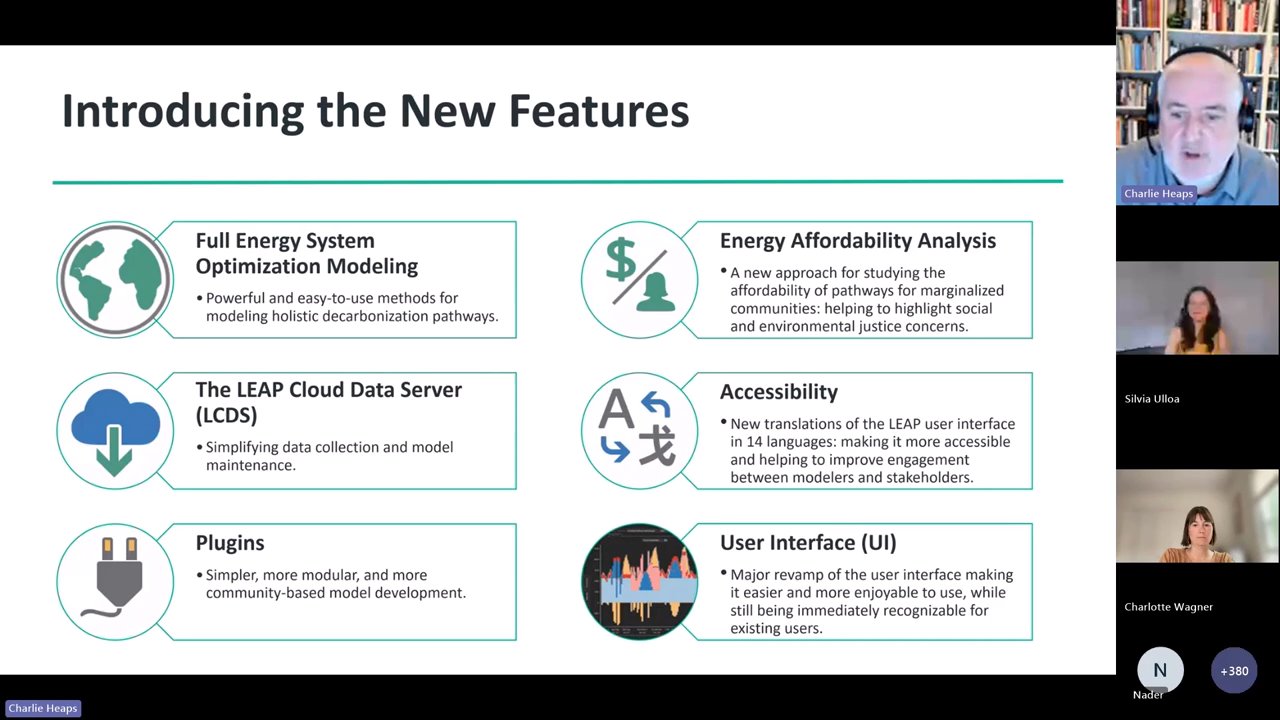 Introducing the New Features
Full Energy System
Optimization Modeling
• Powerful and easy-to-use methods for
modeling holistic decarbonization pathways.
The LEAP Cloud Data Server
(LCDS)
• Simplifying data collection and model
maintenance.
Plugins
• Simpler, more modular, and more
community-based model development.
$
Energy Affordability Analysis
• A new approach for studying the
affordability of pathways for marginalized
communities: helping to highlight social
and environmental justice concerns.
A
戈
Accessibility
• New translations of the LEAP user interface
in 14 languages: making it more accessible
and helping to improve engagement
between modelers and stakeholders.
User Interface (UI)
• Major revamp of the user interface making
it easier and more enjoyable to use, while
still being immediately recognizable for
existing users.
Charlie Heaps
Silvia Ulloa
Charlotte Wagner
N
Nader
+380
Charlie Heaps